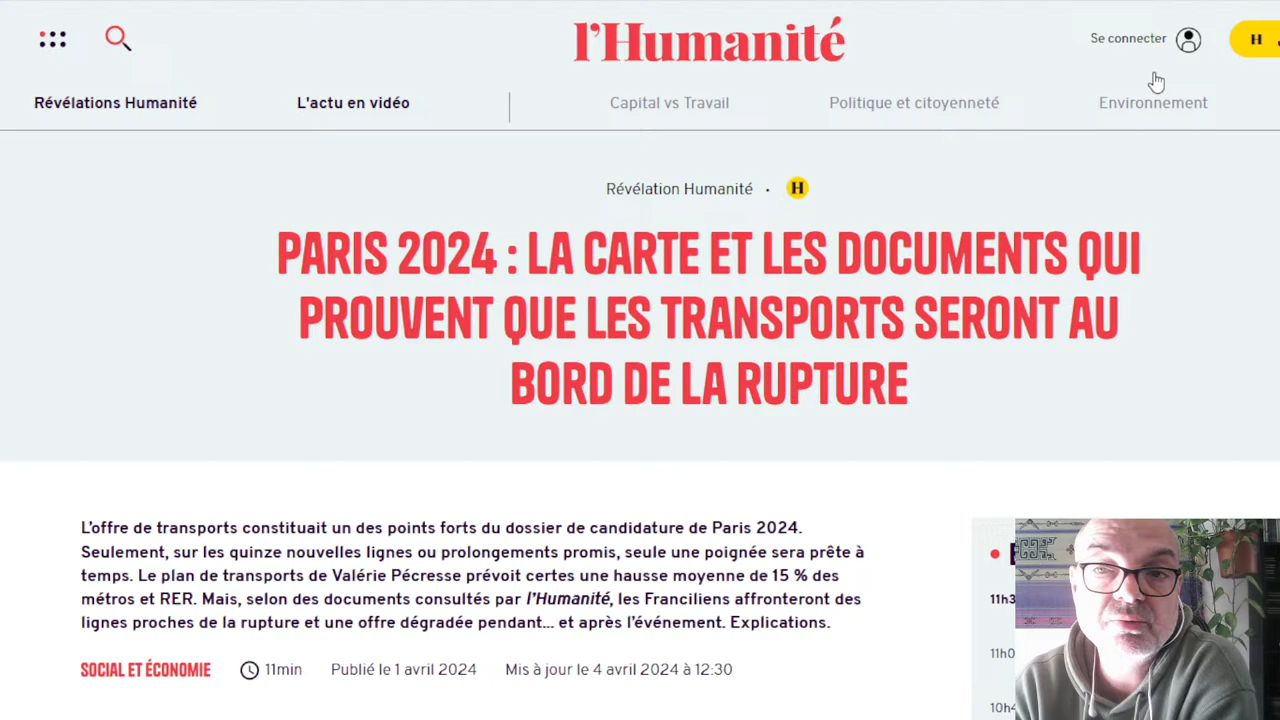 l'Humanité
Se connecter
H
Révélations Humanité
L'actu en vidéo
Capital vs Travail
Politique et citoyenneté
Environnement
Révélation Humanité · H
PARIS 2024 : LA CARTE ET LES DOCUMENTS QUI
PROUVENT QUE LES TRANSPORTS SERONT AU
BORD DE LA RUPTURE
L'offre de transports constituait un des points forts du dossier de candidature de Paris 2024.
Seulement, sur les quinze nouvelles lignes ou prolongements promis, seule une poignée sera prête à
temps. Le plan de transports de Valérie Pécresse prévoit certes une hausse moyenne de 15 % des
métros et RER. Mais, selon des documents consultés par l'Humanité, les Franciliens affronteront des
lignes proches de la rupture et une offre dégradée pendant... et après l'événement. Explications.
SOCIAL ET ÉCONOMIE
11min
Publié le 1 avril 2024
Mis à jour le 4 avril 2024 à 12:30
11h3
11h0
10h4